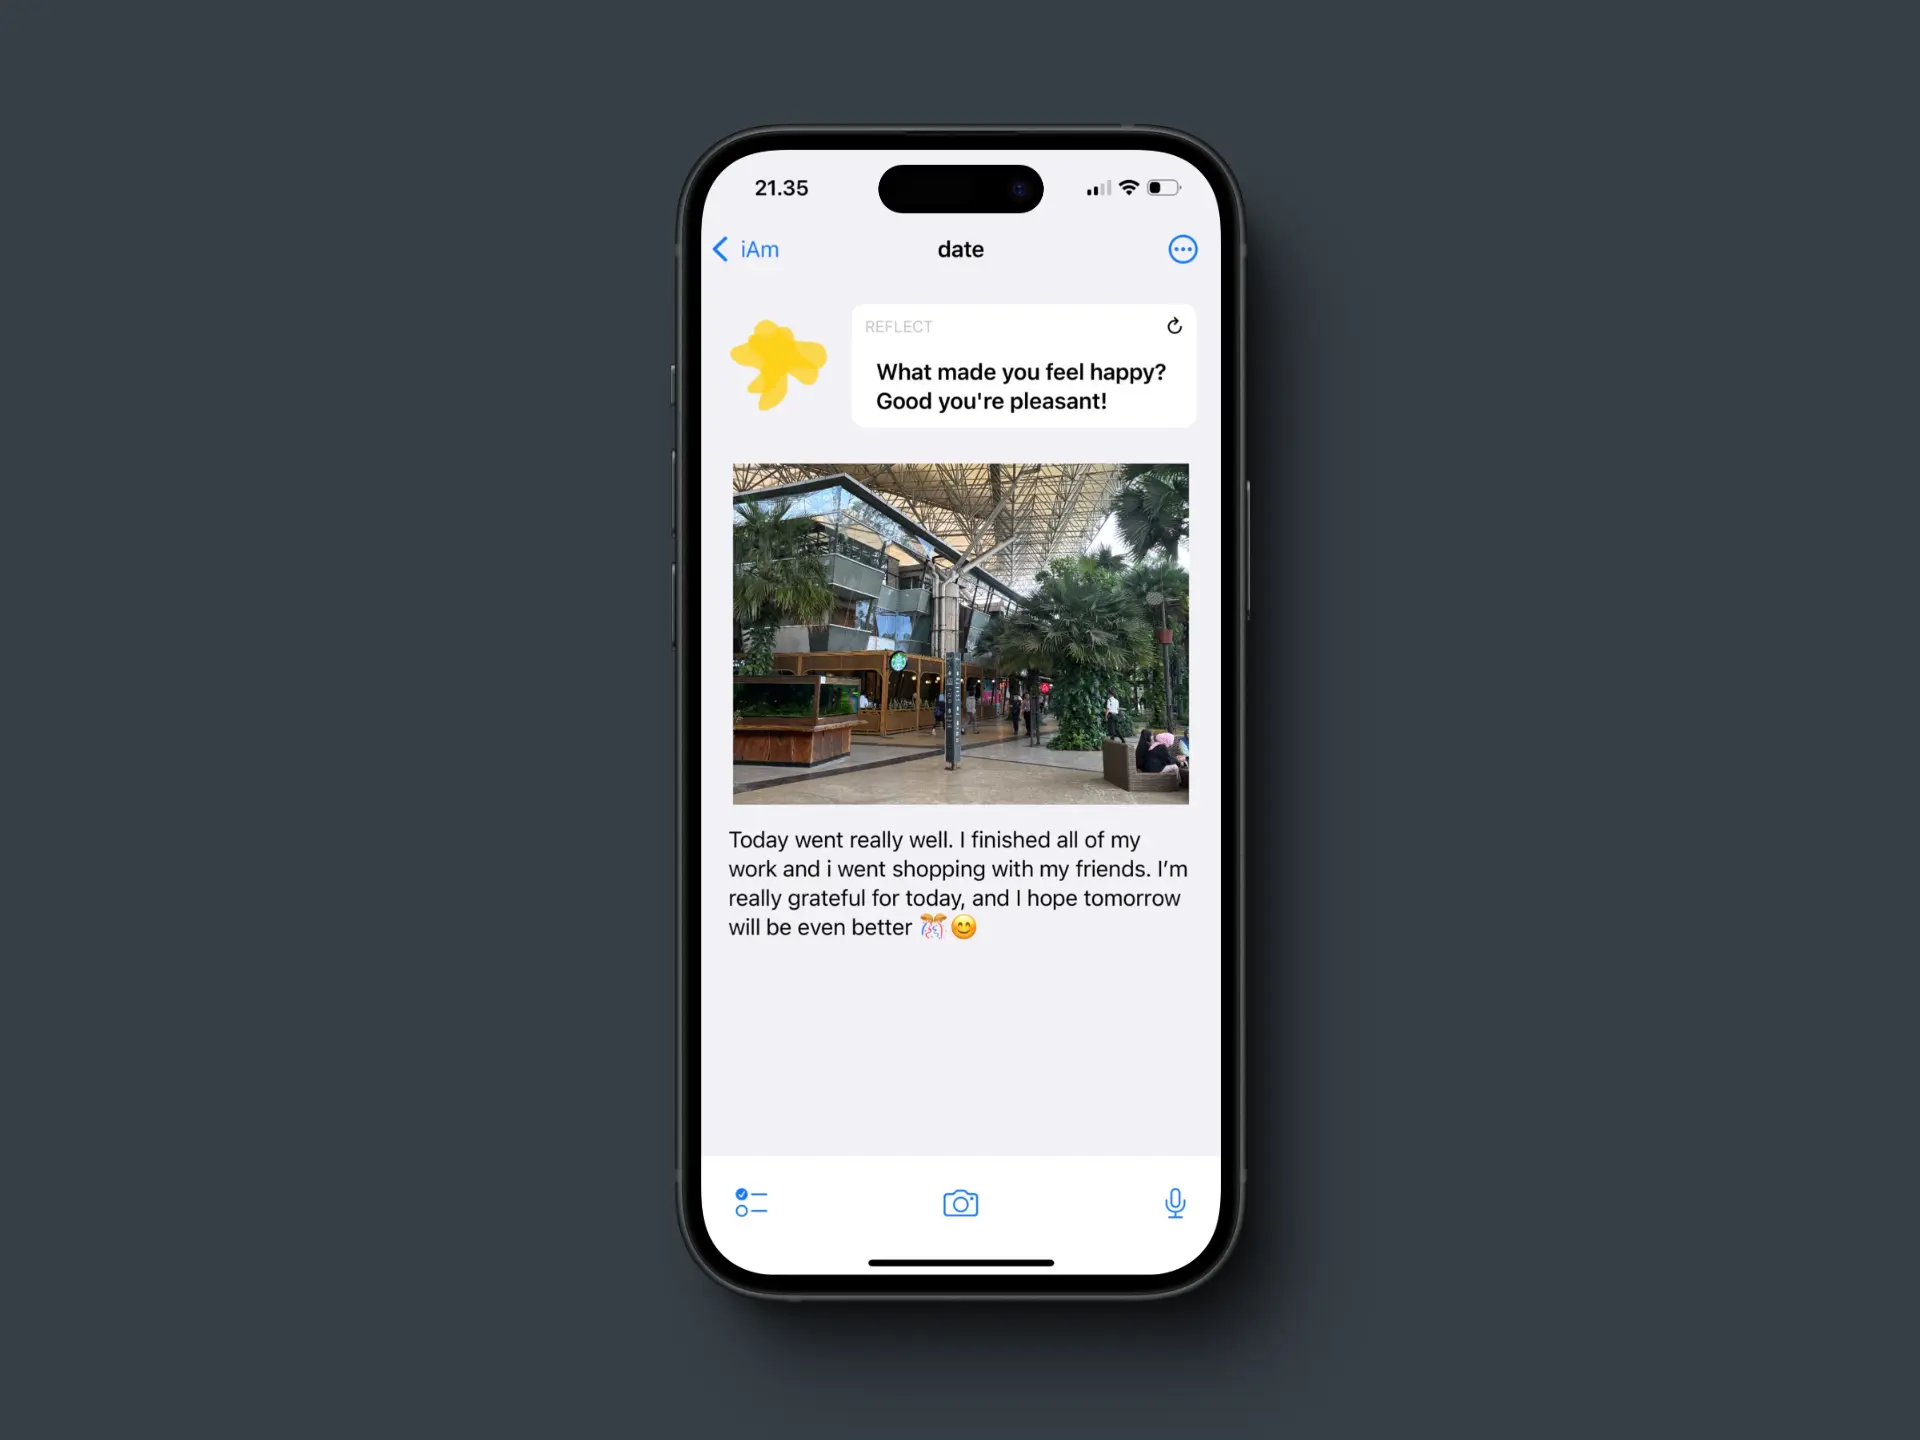 21.35
iAm
date
REFLECT
What made you feel happy?
Good you're pleasant!
Today went really well. I finished all of my
work and i went shopping with my friends. I’m
really grateful for today, and I hope tomorrow
will be even better 🎊😊